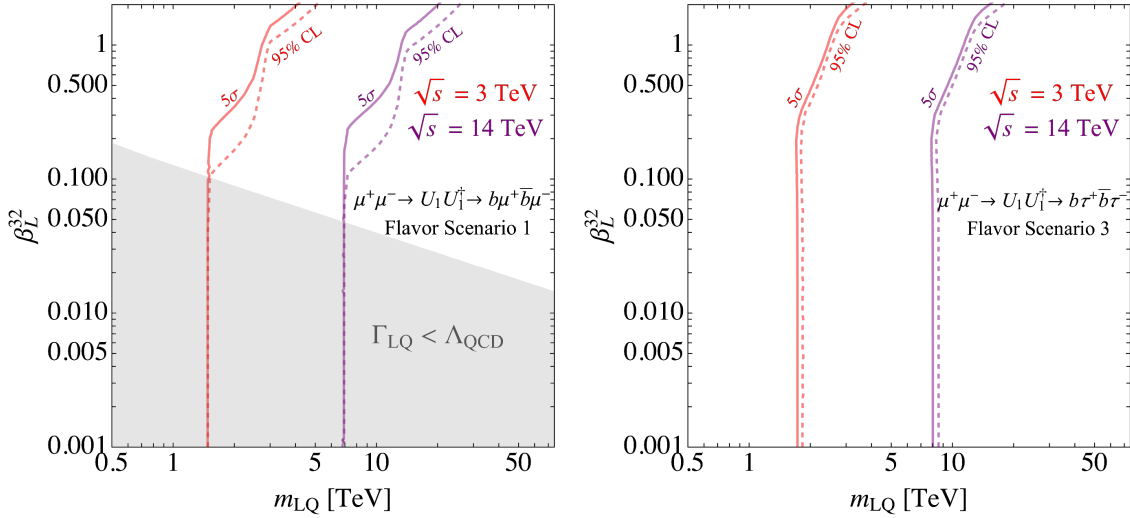 1
0.500
0.100
0.050
0.010
0.005
0.001
β_L^{32}
5σ
95% CL
5σ
95% CL
√s = 3 TeV
√s = 14 TeV
μ⁺μ⁻→ U₁U₁†→ bμ⁺b̅μ⁻
Flavor Scenario 1
Γ_LQ < Λ_QCD
0.5 1 5 10 50
m_LQ [TeV]
1
0.500
0.100
0.050
0.010
0.005
0.001
β_L^{32}
5σ
95% CL
5σ
95% CL
√s = 3 TeV
√s = 14 TeV
μ⁺μ⁻→ U₁U₁†→ bτ⁺b̅τ⁻
Flavor Scenario 3
0.5 1 5 10 50
m_LQ [TeV]